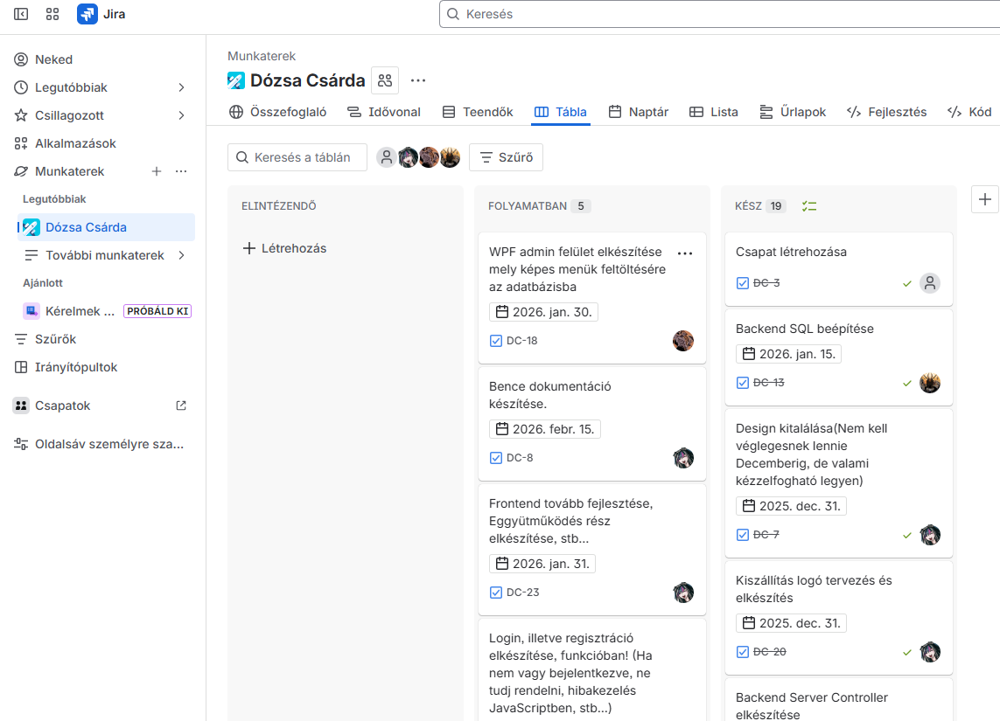 Jira
Keresés
Neked
Legutóbbiak
Csillagozott
Alkalmazások
Munkaterek
Legutóbbiak
Dózsa Csárda
További munkaterek
Ajánlott
Kérelmek ... PRÓBÁLD KI
Szűrők
Irányítópultok
Csapatok
Oldalsáv személyre sza...
Munkaterek
Dózsa Csárda
Összefoglaló Idővonal Teendők Tábla Naptár Lista Űrlapok Fejlesztés Kód
Keresés a táblán Szűrő
ELINTÉZENDŐ
Létrehozás
FOLYAMATBAN 5
WPF admin felület elkészítése
mely képes menük feltöltésére
az adatbázisba
2026. jan. 30.
DC-18
Bence dokumentáció
készítése.
2026. febr. 15.
DC-8
Frontend tovább fejlesztése,
Eggyütműködés rész
elkészítése, stb...
2026. jan. 31.
DC-23
Login, illetve regisztráció
elkészítése, funkcióban! (Ha
nem vagy bejelentkezve, ne
tudj rendelni, hibakezelés
JavaScriptben, stb...)
KÉSZ 19
Csapat létrehozása
DC-3
Backend SQL beépítése
2026. jan. 15.
DC-13
Design kitalálása(Nem kell
véglegesnek lennie
Decemberig, de valami
kézzelfogható legyen)
2025. dec. 31.
DC-7
Kiszállítás logó tervezés és
elkészítés
2025. dec. 31.
DC-20
Backend Server Controller
elkészítése